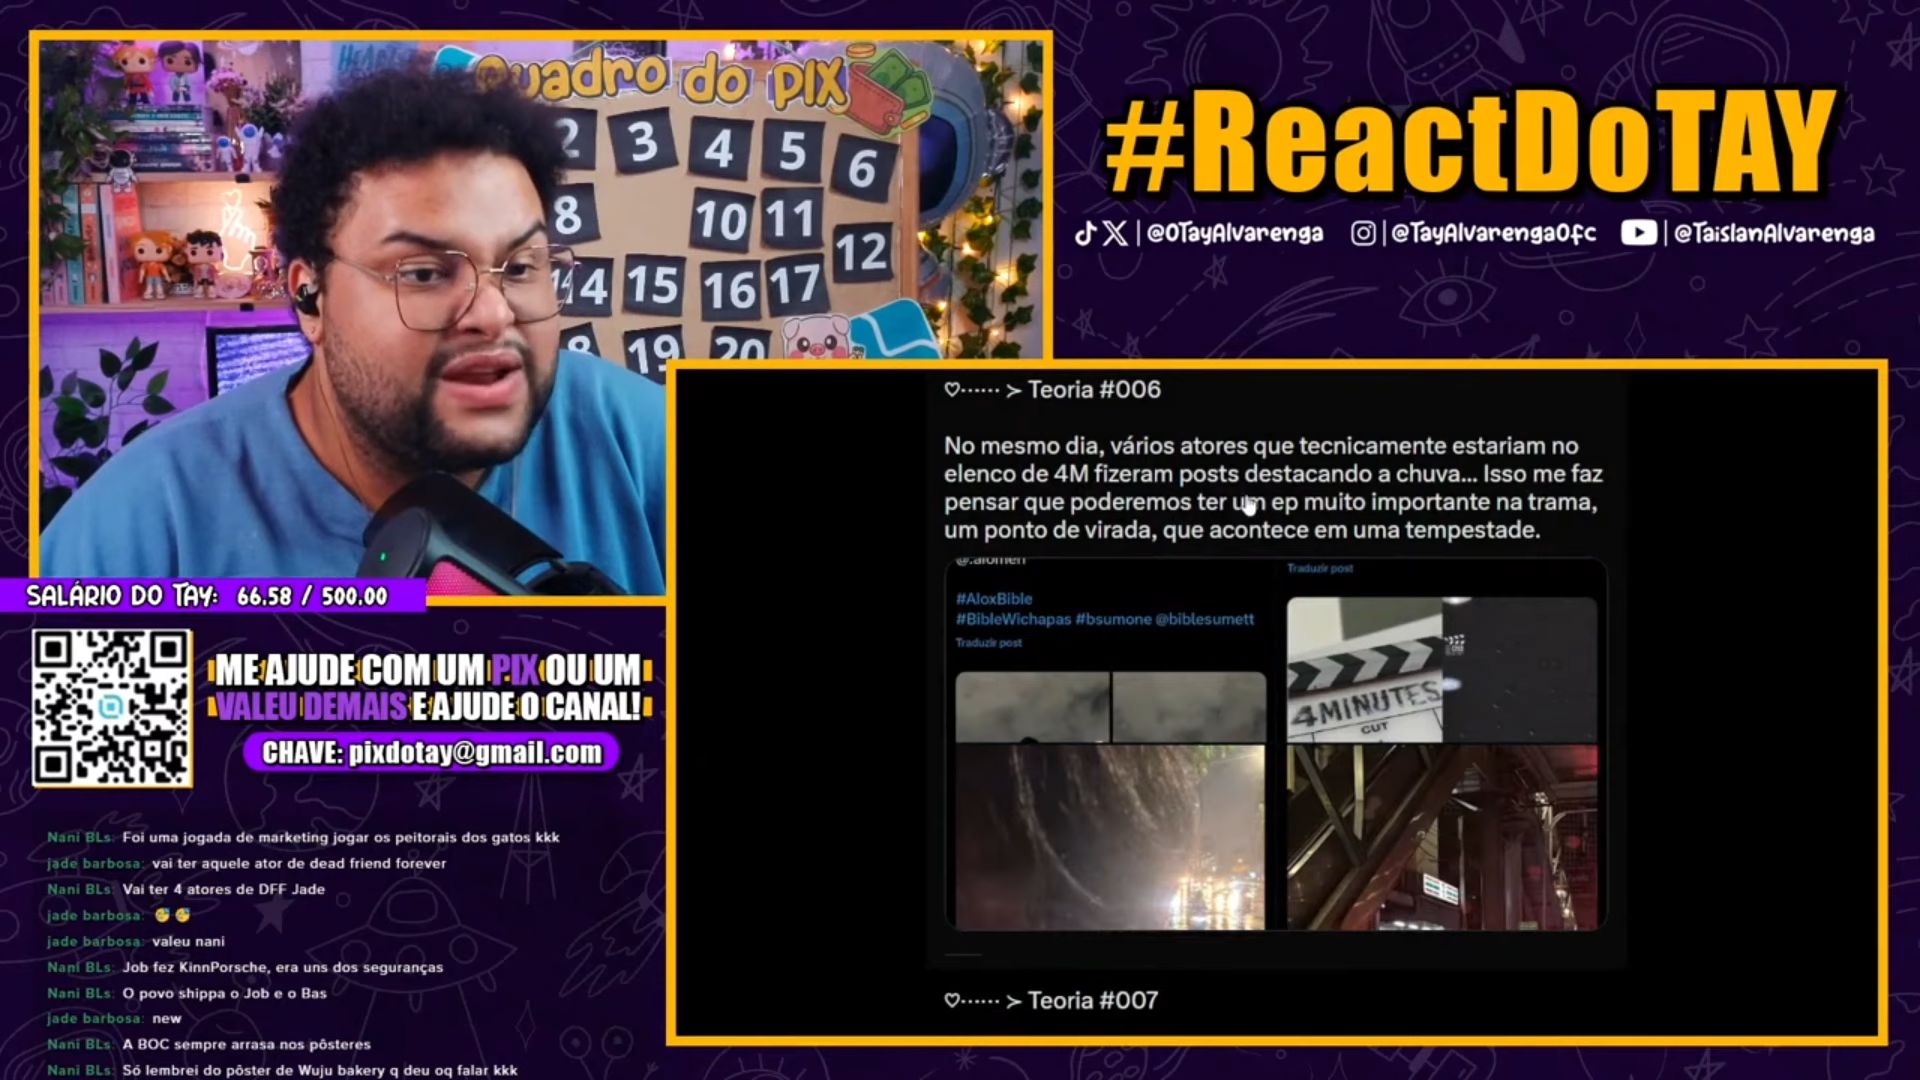 Quadro do PIX
2 3 4 5 6
8 10 11 12
14 15 16 17
19 20
#ReactDoTAY
| @OTayAlvarenga | @TayAlvarengaOfc | @TaislanAlvarenga
SALÁRIO DO TAY: 66.58 / 500.00
ME AJUDE COM UM PIX OU UM
VALEU DEMAIS E AJUDE O CANAL!
CHAVE: pixdotay@gmail.com
Nani BLs: Foi uma jogada de marketing jogar os peitorais dos gatos kkk
jade barbosa: vai ter aquele ator de dead friend forever
Nani BLs: Vai ter 4 atores de DFF Jade
jade barbosa: 🥳🥳
jade barbosa: valeu nani
Nani BLs: Job fez KinnPorsche, era uns dos seguranças
Nani BLs: O povo shippa o Job e o Bas
jade barbosa: new
Nani BLs: A BOC sempre arrasa nos pôsteres
Nani BLs: Só lembrei do pôster de Wuju bakery q deu oq falar kkk
♡······ ≻ Teoria #006
No mesmo dia, vários atores que tecnicamente estariam no
elenco de 4M fizeram posts destacando a chuva... Isso me faz
pensar que poderemos ter um ep muito importante na trama,
um ponto de virada, que acontece em uma tempestade.
#AloxBible
#BibleWichapas #bsumone @biblesumett
Traduzir post
Traduzir post
4MINUTES
CUT
♡······ ≻ Teoria #007